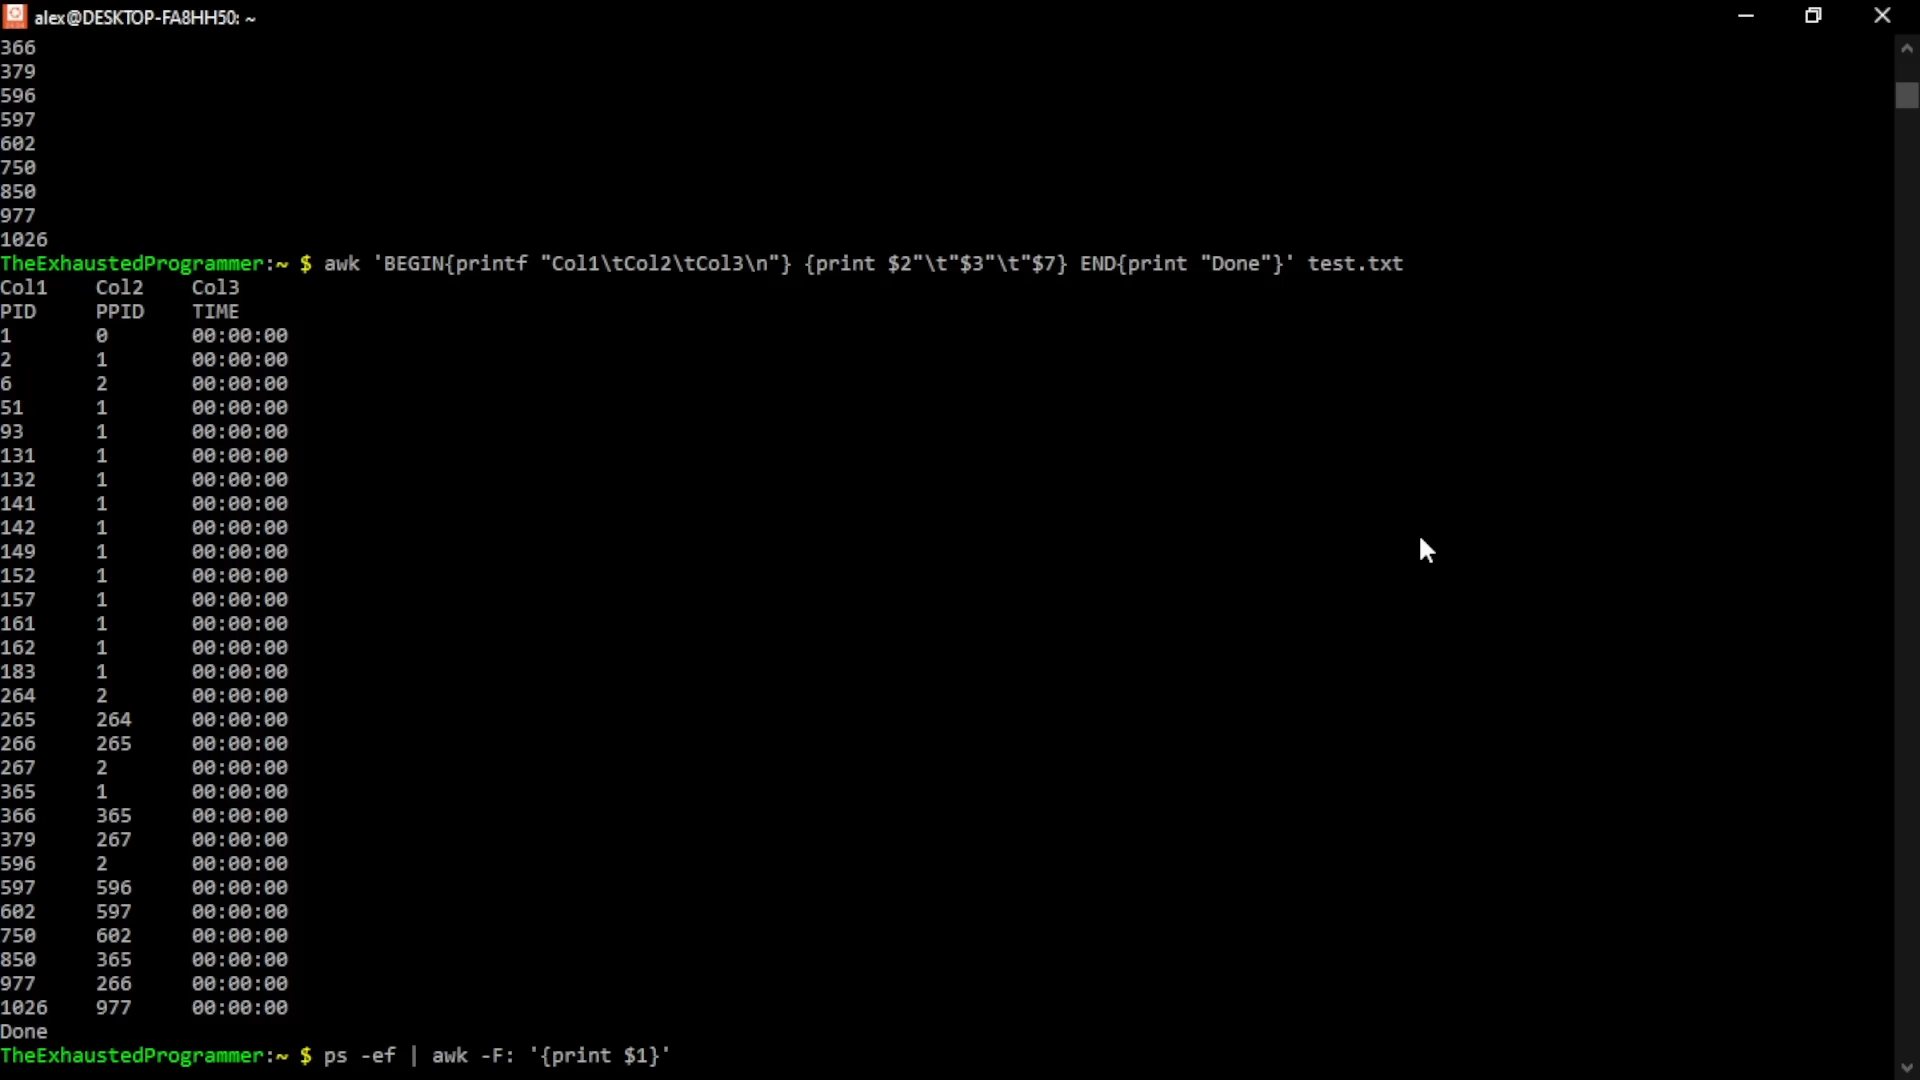 alex@DESKTOP-FA8HH50: ~
366
379
596
597
602
750
850
977
1026
TheExhaustedProgrammer:~ $ awk 'BEGIN{printf "Col1\tCol2\tCol3\n"} {print $2"\t"$3"\t"$7} END{print "Done"}' test.txt
Col1 Col2 Col3
PID PPID TIME
1 0 00:00:00
2 1 00:00:00
6 2 00:00:00
51 1 00:00:00
93 1 00:00:00
131 1 00:00:00
132 1 00:00:00
141 1 00:00:00
142 1 00:00:00
149 1 00:00:00
152 1 00:00:00
157 1 00:00:00
161 1 00:00:00
162 1 00:00:00
183 1 00:00:00
264 2 00:00:00
265 264 00:00:00
266 265 00:00:00
267 2 00:00:00
365 1 00:00:00
366 365 00:00:00
379 267 00:00:00
596 2 00:00:00
597 596 00:00:00
602 597 00:00:00
750 602 00:00:00
850 365 00:00:00
977 266 00:00:00
1026 977 00:00:00
Done
TheExhaustedProgrammer:~ $ ps -ef | awk -F: '{print $1}'